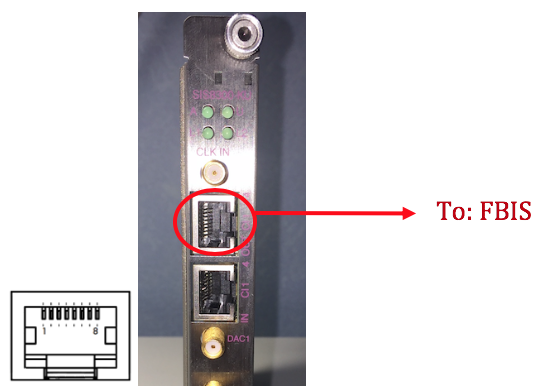 CLK IN
To: FBIS
CI1
IN
DAC1
1 8